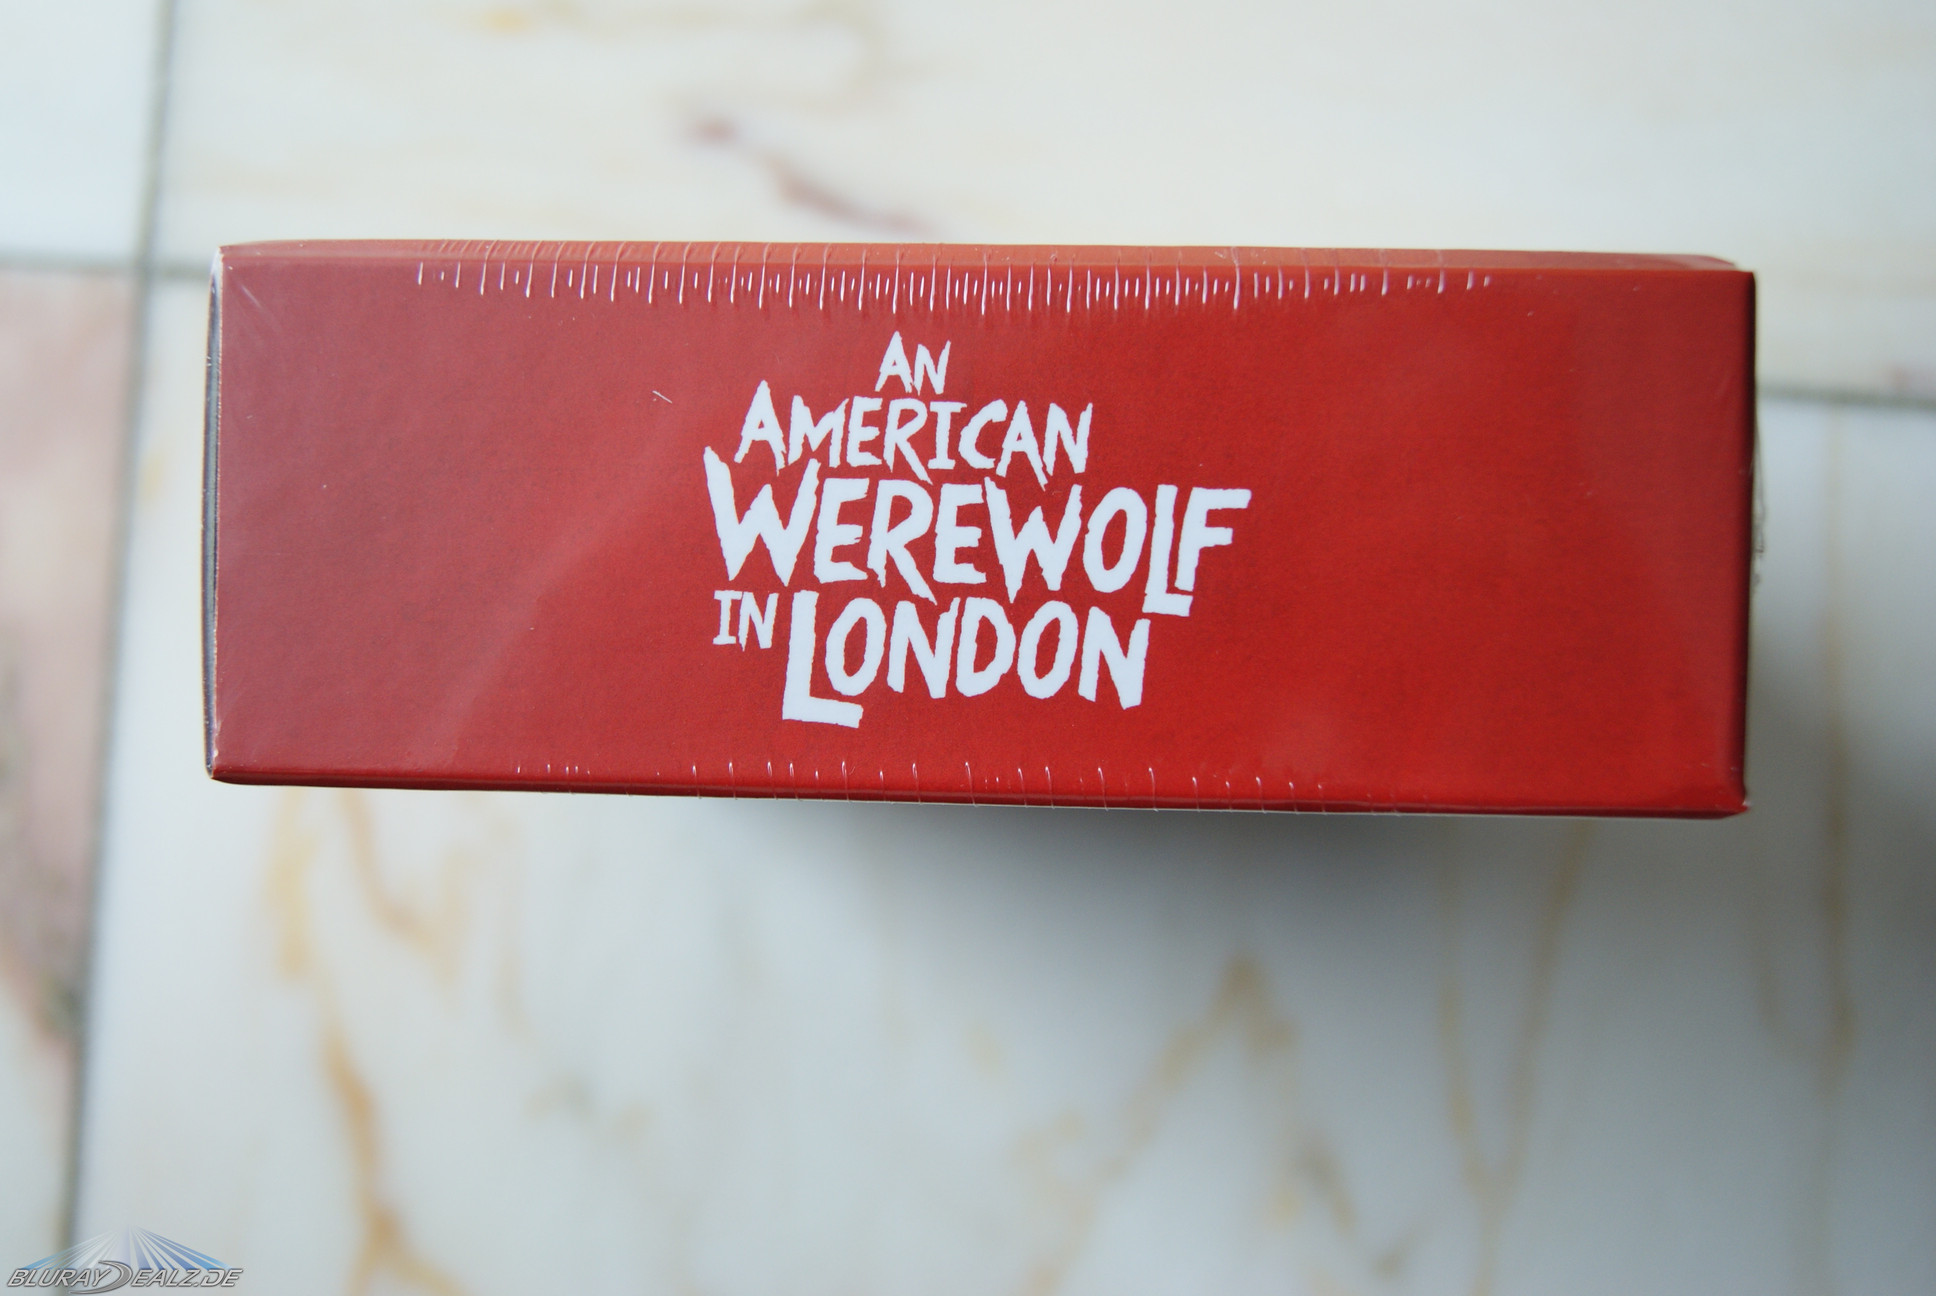 AN
AMERICAN
WEREWOLF
IN LONDON
BLURAYDEALZ.DE